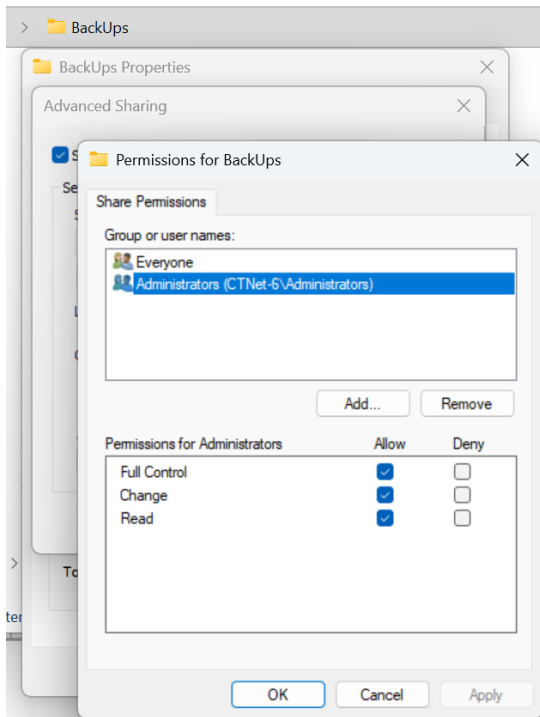 BackUps
BackUps Properties
Advanced Sharing
Permissions for BackUps
Share Permissions
Group or user names:
Everyone
Administrators (CTNet-6\Administrators)
Add...
Remove
Permissions for Administrators Allow Deny
Full Control
Change
Read
OK
Cancel
Apply